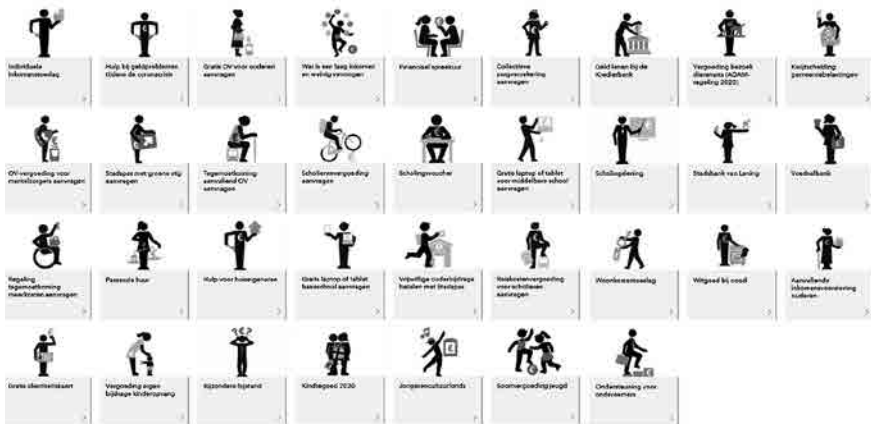 Individuele
inkomenstoeslag
Hulp bij geldproblemen
tijdens de coronacrisis
Gratis OV voor ouderen
aanvragen
Wat is een laag inkomen
en weinig vermogen
Financieel spreekuur
Collectieve
zorgverzekering
aanvragen
Geld lenen bij de
Kredietbank
Vergoeding bezoek
dierenarts (ADAM-
regeling 2020)
Kwijtschelding
gemeentebelastingen
OV-vergoeding voor
mantelzorgers aanvragen
Stadspas met groene stip
aanvragen
Tegemoetkoming
aanvullend OV
aanvragen
Scholierenvergoeding
aanvragen
Scholingsvoucher
Gratis laptop of tablet
voor middelbare school
aanvragen
Scholingslening
Stadsbank van Lening
Voedselbank
Regeling
tegemoetkoming
meerkosten aanvragen
Passende huur
Hulp voor huiseigenaren
Gratis laptop of tablet
basisschool aanvragen
Vrijwillige ouderbijdrage
betalen met Stadspas
Reiskostenvergoeding
voor scholieren
aanvragen
Woonkostentoeslag
Witgoed bij nood
Aanvullende
inkomensvoorziening
ouderen
Gratis identiteitskaart
Vergoeding eigen
bijdrage kinderopvang
Bijzondere bijstand
Kindtegoed 2020
Jongerencultuurfonds
Sportvergoeding jeugd
Ondersteuning voor
ondernemers